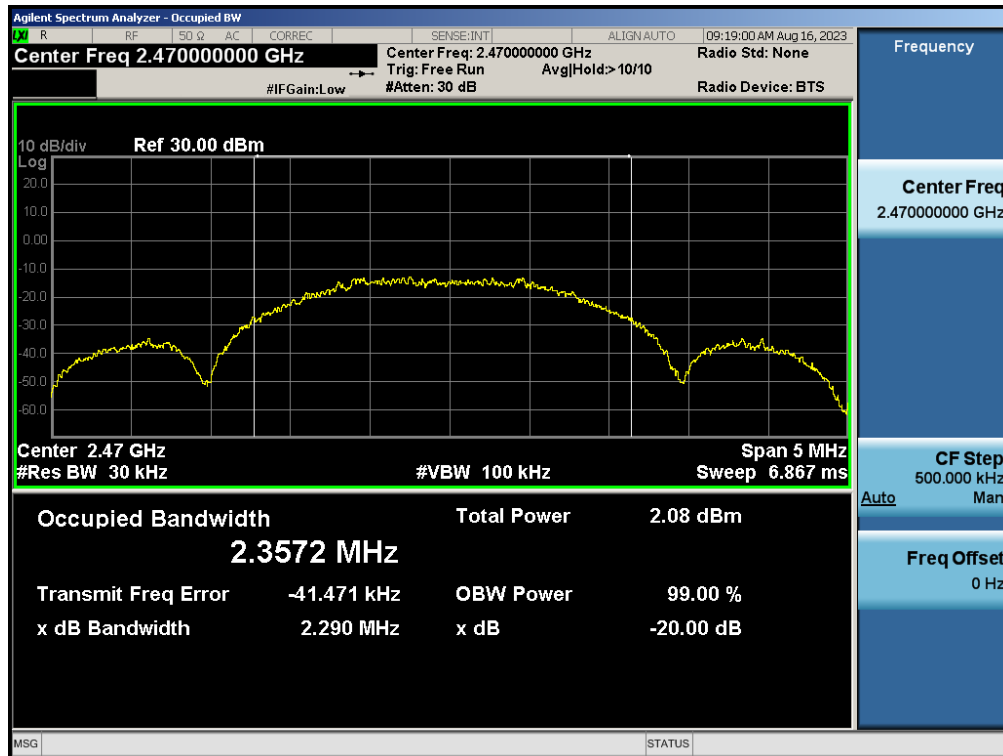 Agilent Spectrum Analyzer - Occupied BW
LXI R RF 50 Ω AC CORREC SENSE:INT ALIGN AUTO 09:19:00 AM Aug 16, 2023
Center Freq 2.470000000 GHz
Center Freq: 2.470000000 GHz Radio Std: None
Trig: Free Run Avg|Hold:> 10/10
#IFGain:Low #Atten: 30 dB Radio Device: BTS
10 dB/div Ref 30.00 dBm
Log
20.0
10.0
0.00
-10.0
-20.0
-30.0
-40.0
-50.0
-60.0
Center 2.47 GHz Span 5 MHz
#Res BW 30 kHz #VBW 100 kHz Sweep 6.867 ms
Occupied Bandwidth Total Power 2.08 dBm
2.3572 MHz
Transmit Freq Error -41.471 kHz OBW Power 99.00 %
x dB Bandwidth 2.290 MHz x dB -20.00 dB
Frequency
Center Freq
2.470000000 GHz
CF Step
500.000 kHz
Auto Man
Freq Offset
0 Hz
MSG STATUS